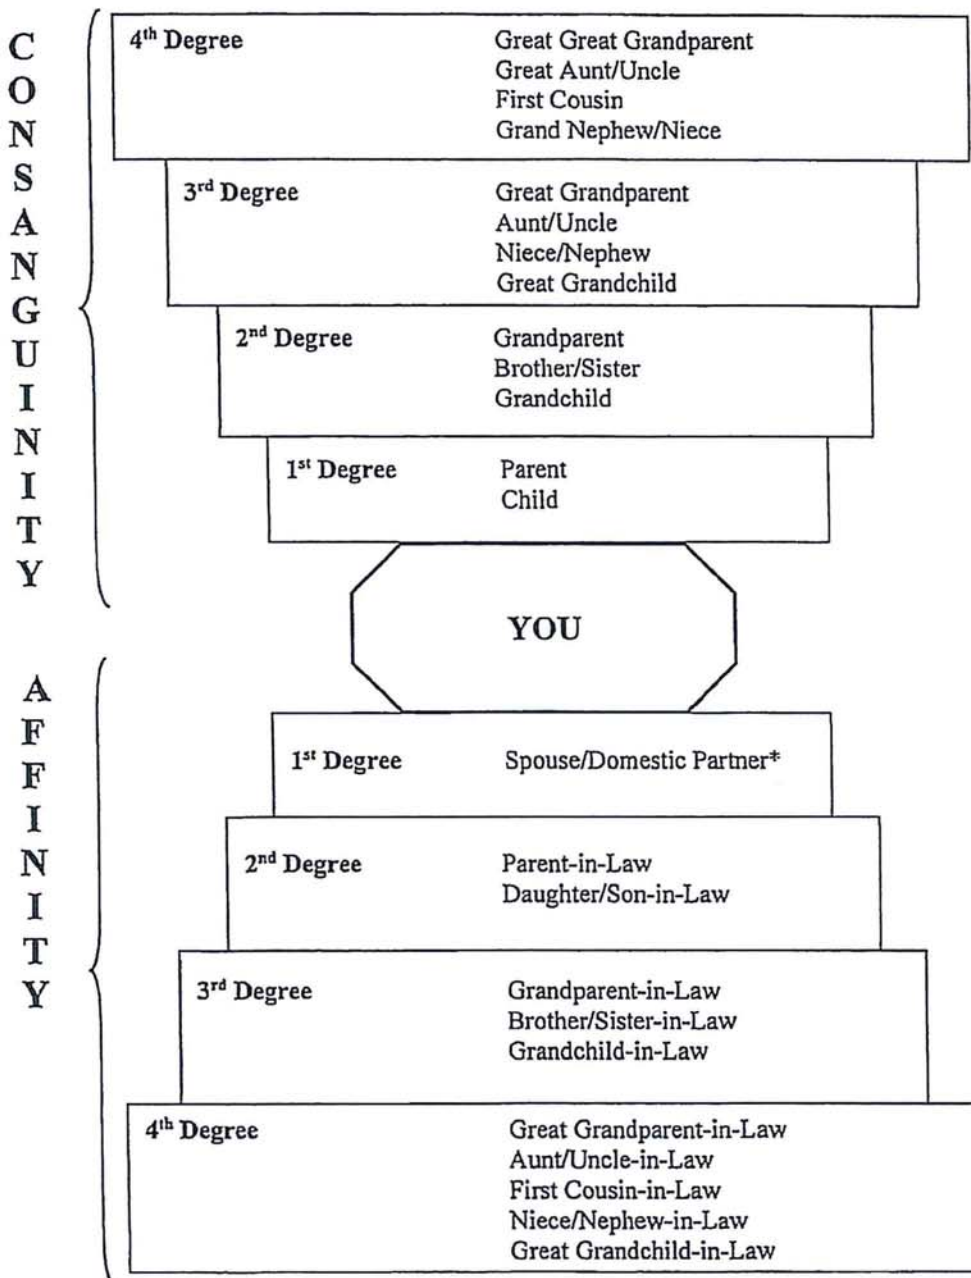 CONSANGUINITY
4th Degree Great Great Grandparent
Great Aunt/Uncle
First Cousin
Grand Nephew/Niece
3rd Degree Great Grandparent
Aunt/Uncle
Niece/Nephew
Great Grandchild
2nd Degree Grandparent
Brother/Sister
Grandchild
1st Degree Parent
Child
YOU
AFFINITY
1st Degree Spouse/Domestic Partner*
2nd Degree Parent-in-Law
Daughter/Son-in-Law
3rd Degree Grandparent-in-Law
Brother/Sister-in-Law
Grandchild-in-Law
4th Degree Great Grandparent-in-Law
Aunt/Uncle-in-Law
First Cousin-in-Law
Niece/Nephew-in-Law
Great Grandchild-in-Law